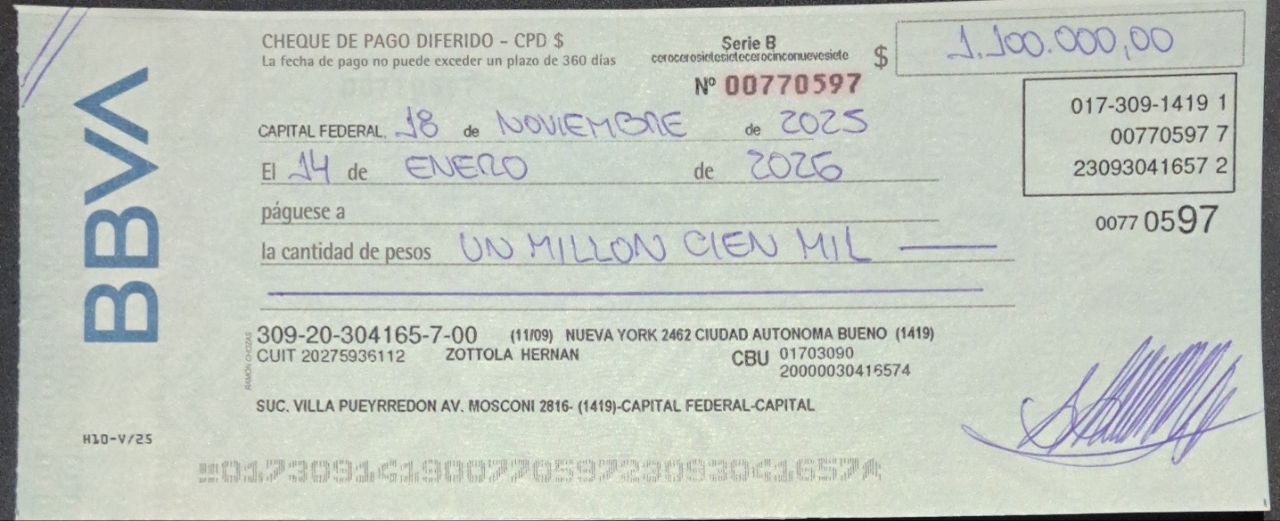 BBVA
CHEQUE DE PAGO DIFERIDO - CPD $
La fecha de pago no puede exceder un plazo de 360 días
Serie B
cerocerosietesietecerocinconuevesiete
Nº 00770597
$ 1.100.000,00
017-309-1419 1
00770597 7
23093041657 2
0077 0597
CAPITAL FEDERAL, 18 de NOVIEMBRE de 2025
El 14 de ENERO de 2026
páguese a
la cantidad de pesos UN MILLON CIEN MIL
309-20-304165-7-00 (11/09) NUEVA YORK 2462 CIUDAD AUTONOMA BUENO (1419)
CUIT 20275936112 ZOTTOLA HERNAN CBU 01703090
20000030416574
RAMÓN CHOZAS
SUC. VILLA PUEYRREDON AV. MOSCONI 2816- (1419)-CAPITAL FEDERAL-CAPITAL
H10-V/25
01730914190077059723093041657